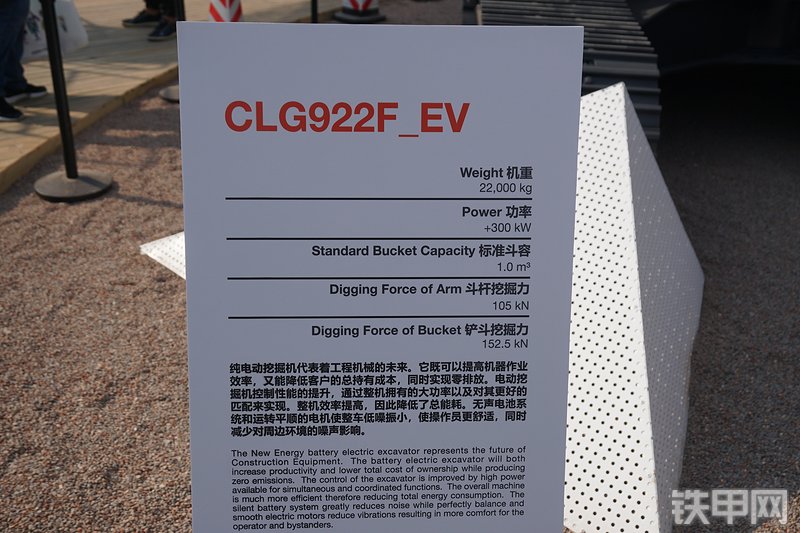 CLG922F_EV
Weight 机重
22,000 kg
Power 功率
+300 kW
Standard Bucket Capacity 标准斗容
1.0 m³
Digging Force of Arm 斗杆挖掘力
105 kN
Digging Force of Bucket 铲斗挖掘力
152.5 kN
纯电动挖掘机代表着工程机械的未来。它既可以提高机器作业
效率，又能降低客户的总持有成本，同时实现零排放。电动挖
掘机控制性能的提升，通过整机拥有的大功率以及对其更好的
匹配来实现。整机效率提高，因此降低了总能耗。无声电池系
统和运转平顺的电机使整车低噪振小，使操作员更舒适，同时
减少对周边环境的噪声影响。
The New Energy battery electric excavator represents the future of
Construction Equipment. The battery electric excavator will both
increase productivity and lower total cost of ownership while producing
zero emissions. The control of the excavator is improved by high power
available for simultaneous and coordinated functions. The overall machine
is much more efficient therefore reducing total energy consumption. The
silent battery system greatly reduces noise while perfectly balance and
smooth electric motors reduce vibrations resulting in more comfort for the
operator and bystanders.
铁甲网